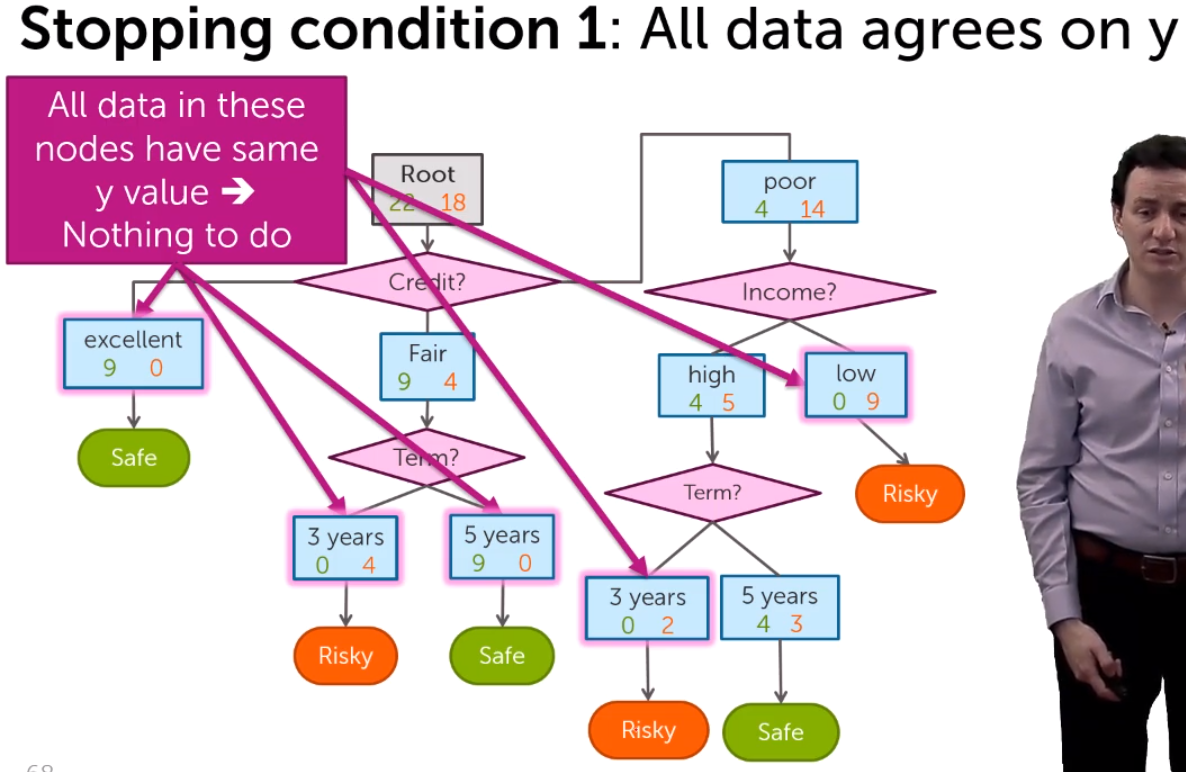 Stopping condition 1: All data agrees on y
All data in these
nodes have same
y value ➔
Nothing to do
Root
22 18
poor
4 14
Credit?
Income?
excellent
9 0
Fair
9 4
high
4 5
low
0 9
Safe
Term?
Term?
Risky
3 years
0 4
5 years
9 0
3 years
0 2
5 years
4 3
Risky
Safe
Risky
Safe
68